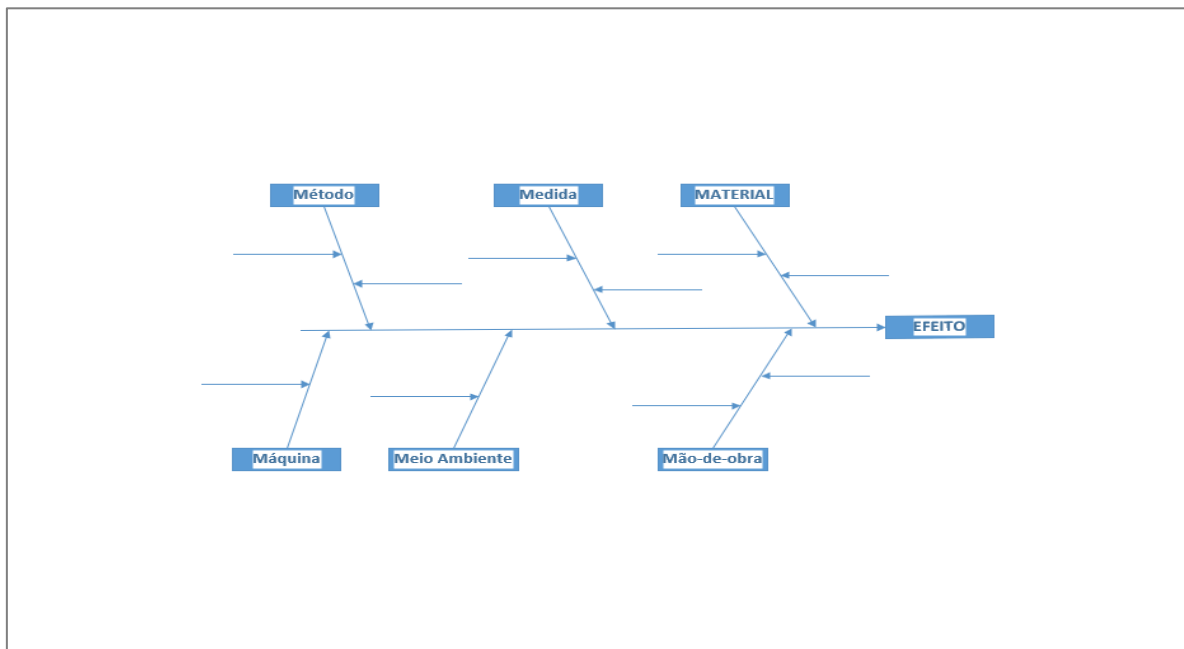 Método
Medida
MATERIAL
EFEITO
Máquina
Meio Ambiente
Mão-de-obra